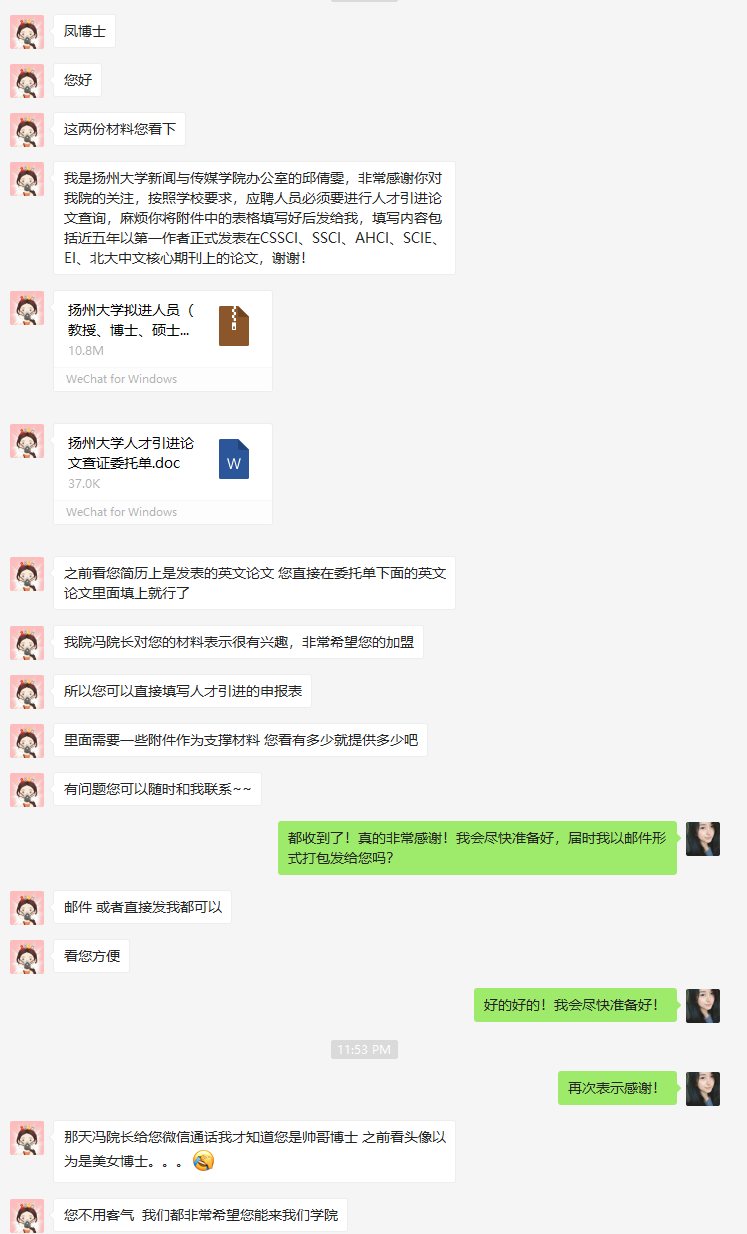 凤博士
您好
这两份材料您看下
我是扬州大学新闻与传媒学院办公室的邱倩雯，非常感谢你对
我院的关注，按照学校要求，应聘人员必须要进行人才引进论
文查询，麻烦你将附件中的表格填写好后发给我，填写内容包
括近五年以第一作者正式发表在CSSCI、SSCI、AHCI、SCIE、
EI、北大中文核心期刊上的论文，谢谢！
扬州大学拟进人员（
教授、博士、硕士...
10.8M
WeChat for Windows
扬州大学人才引进论
文查证委托单.doc
W
37.0K
WeChat for Windows
之前看您简历上是发表的英文论文 您直接在委托单下面的英文
论文里面填上就行了
我院冯院长对您的材料表示很有兴趣，非常希望您的加盟
所以您可以直接填写人才引进的申报表
里面需要一些附件作为支撑材料 您看有多少就提供多少吧
有问题您可以随时和我联系~~
都收到了！真的非常感谢！我会尽快准备好，届时我以邮件形
式打包发给您吗？
邮件 或者直接发我都可以
看您方便
好的好的！我会尽快准备好！
11:53 PM
再次表示感谢！
那天冯院长给您微信通话我才知道您是帅哥博士 之前看头像以
为是美女博士。。。
您不用客气 我们都非常希望您能来我们学院